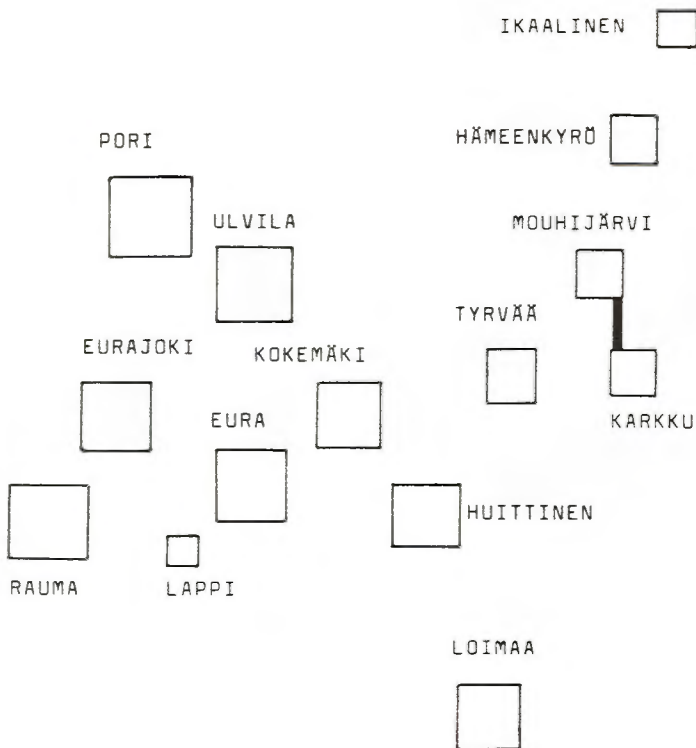 IKAALINEN
HÄMEENKYRÖ
PORI
ULVILA
MOUHIJÄRVI
TYRVÄÄ
EURAJOKI
KOKEMÄKI
EURA
KARKKU
HUITTINEN
RAUMA
LAPPI
LOIMAA